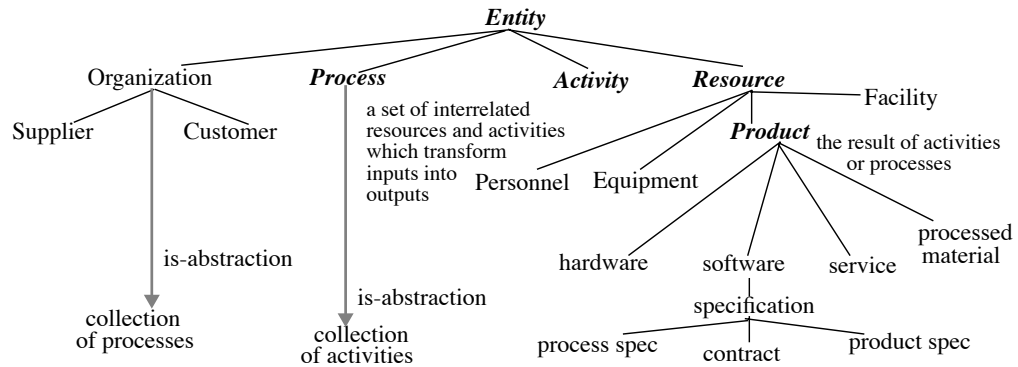 Entity
Organization
Process
Activity
Resource
Facility
Supplier
Customer
a set of interrelated
resources and activities
which transform
inputs into
outputs
Product
the result of activities
or processes
Personnel
Equipment
hardware
software
service
processed
material
is-abstraction
is-abstraction
collection
of processes
collection
of activities
specification
process spec
contract
product spec